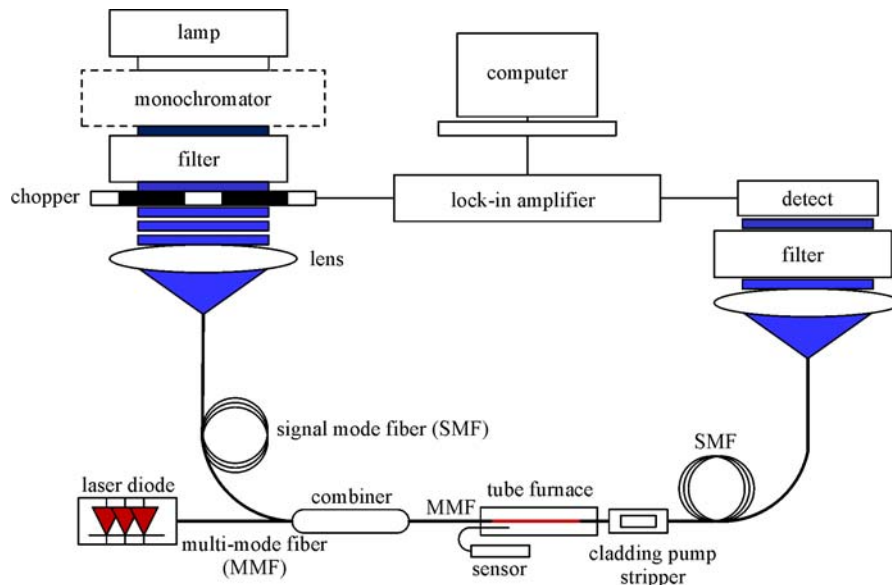 lamp
computer
monochromator
filter
chopper
lock-in amplifier
detect
lens
filter
signal mode fiber (SMF)
SMF
laser diode
combiner
MMF
tube furnace
multi-mode fiber
(MMF)
sensor
cladding pump
stripper